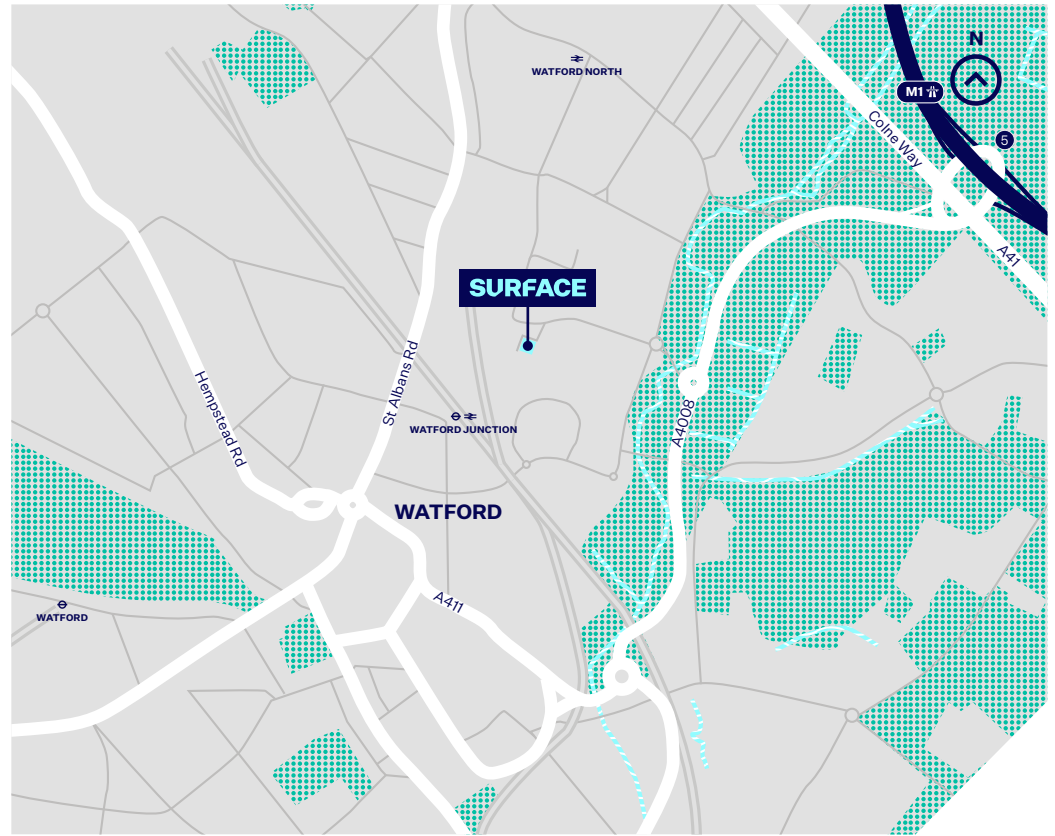 WATFORD NORTH
N
M1
Colne Way
5
A41
SURFACE
St Albans Rd
Hempstead Rd
A4008
WATFORD JUNCTION
WATFORD
A411
WATFORD